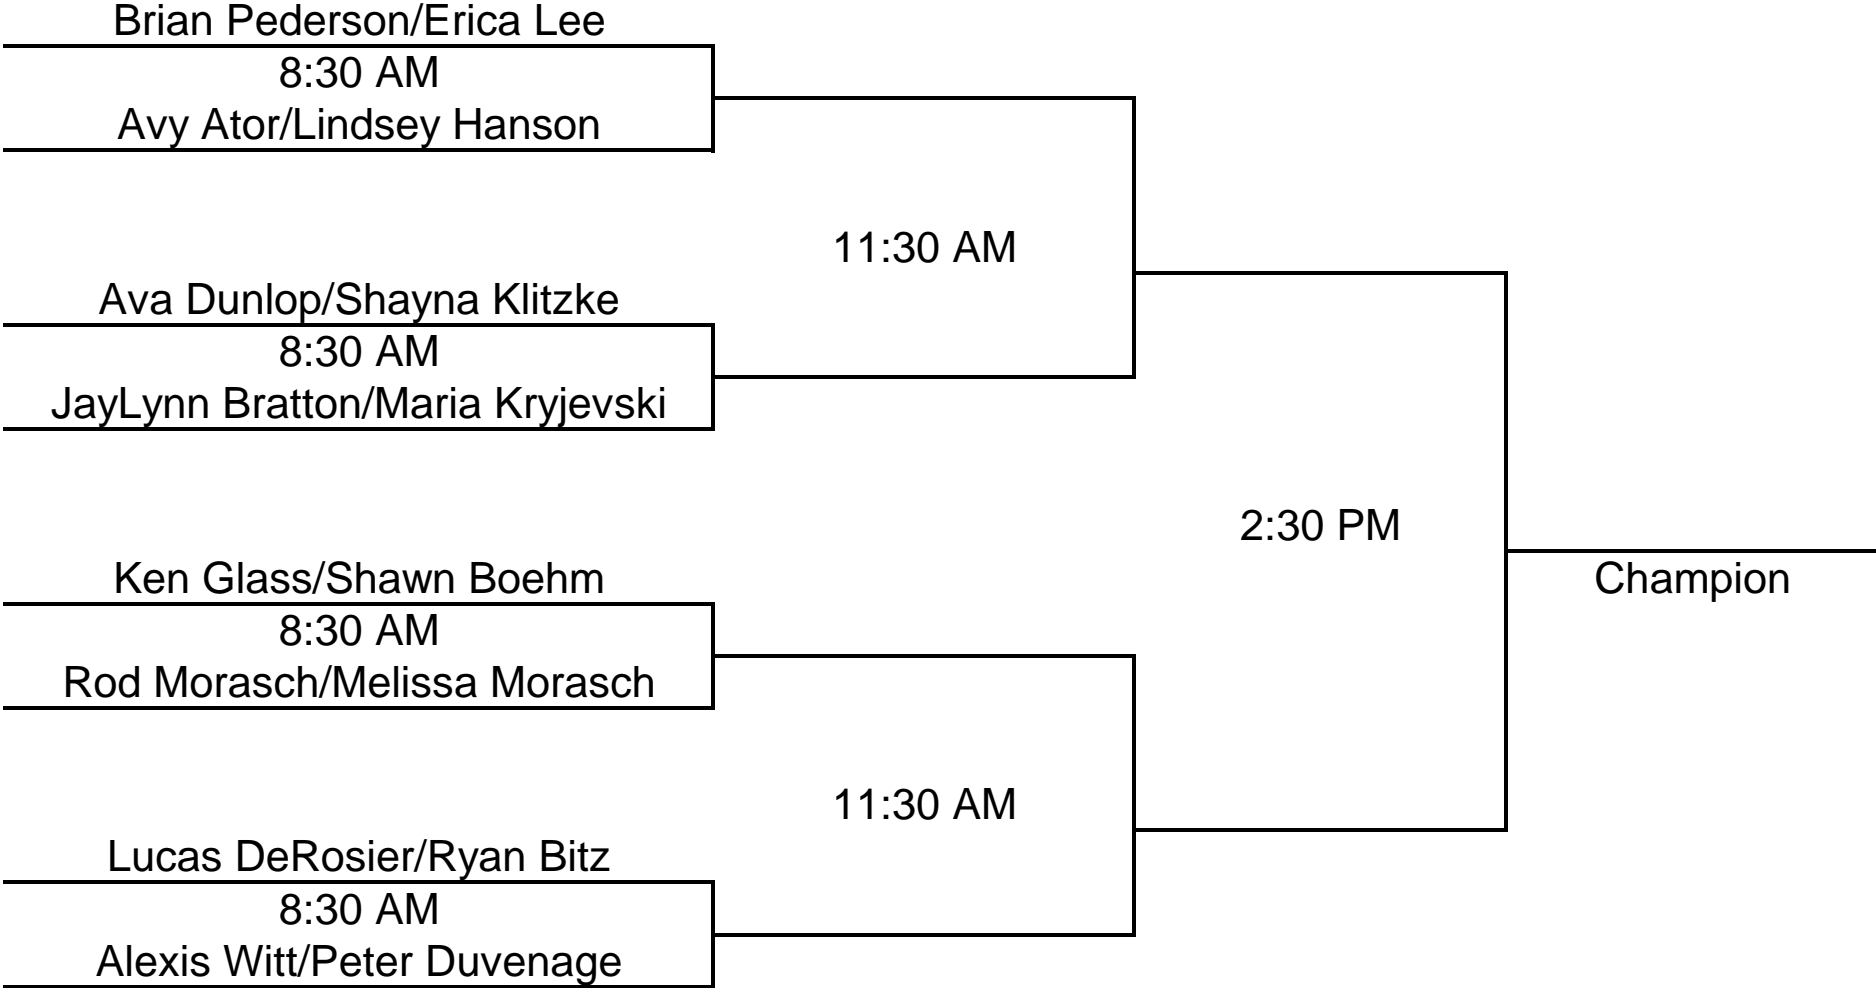 Brian Pederson/Erica Lee
8:30 AM
Avy Ator/Lindsey Hanson
11:30 AM
Ava Dunlop/Shayna Klitzke
8:30 AM
JayLynn Bratton/Maria Kryjevski
2:30 PM
Champion
Ken Glass/Shawn Boehm
8:30 AM
Rod Morasch/Melissa Morasch
11:30 AM
Lucas DeRosier/Ryan Bitz
8:30 AM
Alexis Witt/Peter Duvenage